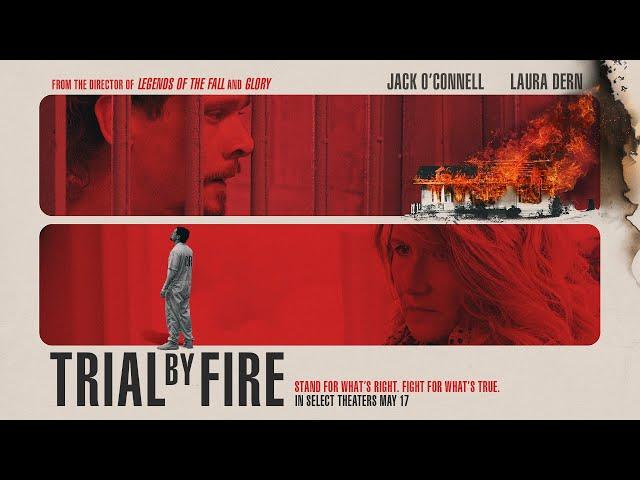 FROM THE DIRECTOR OF LEGENDS OF THE FALL AND GLORY
JACK O'CONNELL LAURA DERN
TRIAL BY FIRE
STAND FOR WHAT'S RIGHT. FIGHT FOR WHAT'S TRUE.
IN SELECT THEATERS MAY 17